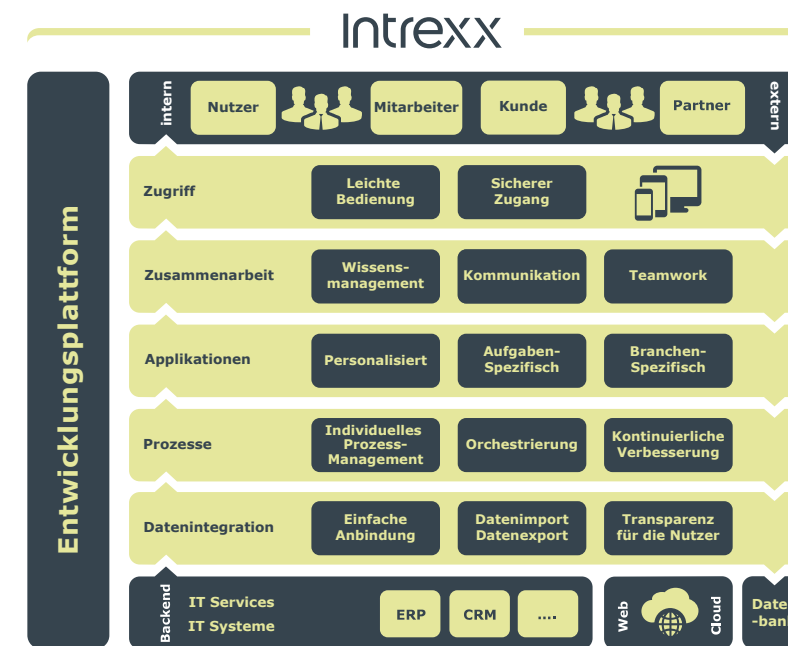 Intrexx
Entwicklungsplattform
intern
Nutzer
Mitarbeiter
Kunde
Partner
extern
Zugriff
Leichte
Bedienung
Sicherer
Zugang
Zusammenarbeit
Wissens-
management
Kommunikation
Teamwork
Applikationen
Personalisiert
Aufgaben-
Spezifisch
Branchen-
Spezifisch
Prozesse
Individuelles
Prozess-
Management
Orchestrierung
Kontinuierliche
Verbesserung
Datenintegration
Einfache
Anbindung
Datenimport
Datenexport
Transparenz
für die Nutzer
Backend
IT Services
IT Systeme
ERP
CRM
....
Web
Cloud
Date
-ban